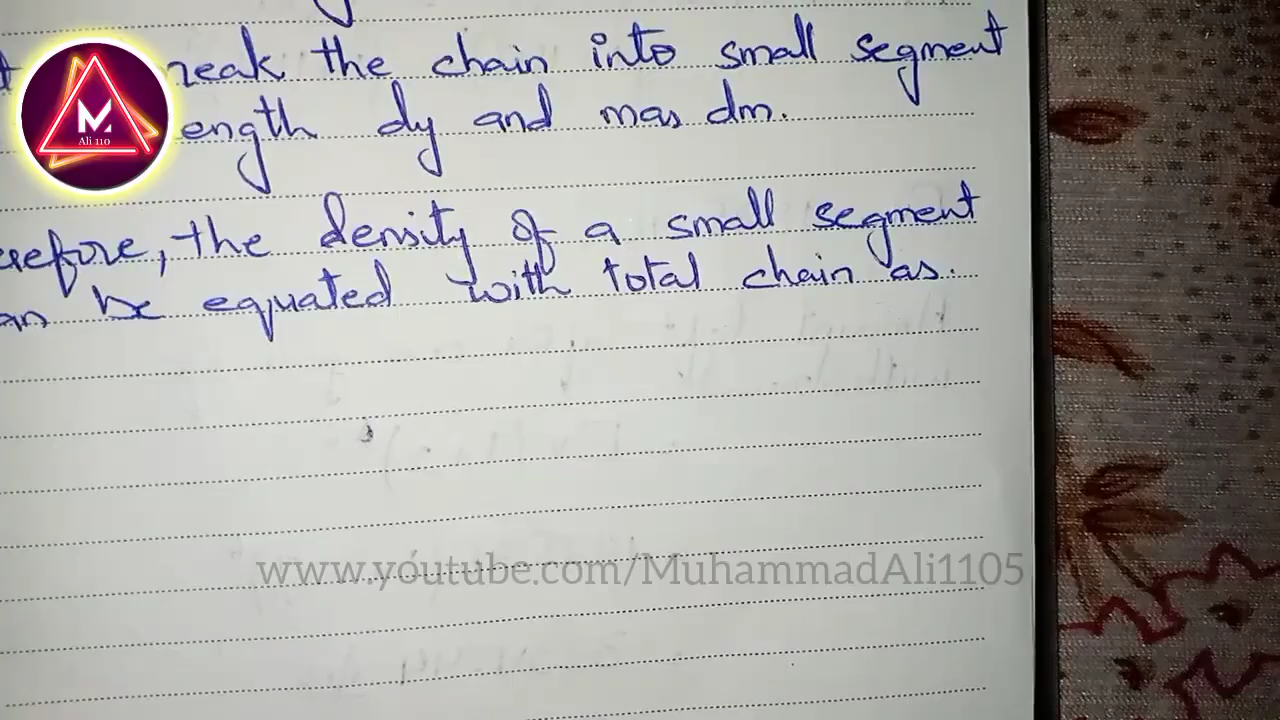 reak the chain into small segment
ength dy and mas dm.
erefore, the density of a small segment
an be equated with total chain as.
www.youtube.com/MuhammadAli1105
M
Ali 110